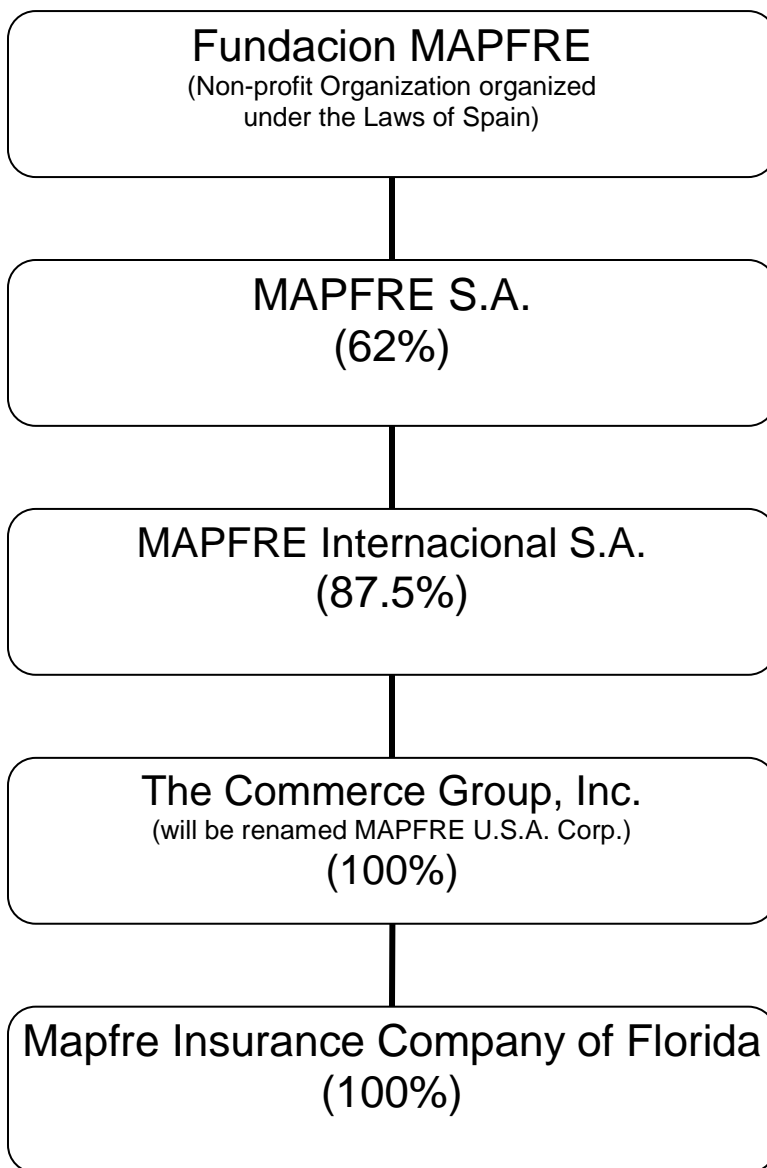 Fundacion MAPFRE
(Non-profit Organization organized
under the Laws of Spain)
MAPFRE S.A.
(62%)
MAPFRE Internacional S.A.
(87.5%)
The Commerce Group, Inc.
(will be renamed MAPFRE U.S.A. Corp.)
(100%)
Mapfre Insurance Company of Florida
(100%)